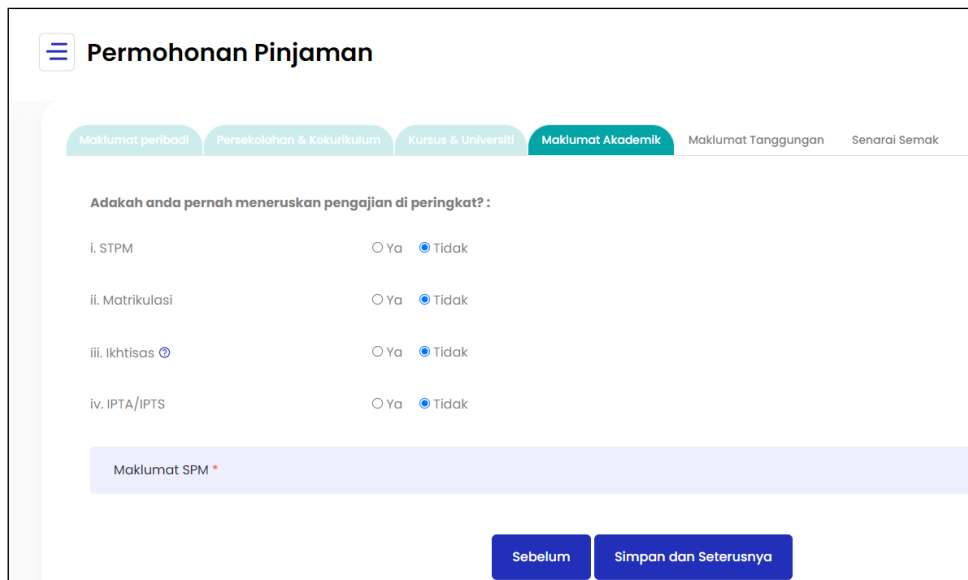 Permohonan Pinjaman
Maklumat peribadi Persekolahan & Kokurikulum Kursus & Universiti Maklumat Akademik Maklumat Tanggungan Senarai Semak
Adakah anda pernah meneruskan pengajian di peringkat? :
i. STPM Ya Tidak
ii. Matrikulasi Ya Tidak
iii. Ikhtisas ? Ya Tidak
iv. IPTA/IPTS Ya Tidak
Maklumat SPM *
Sebelum Simpan dan Seterusnya